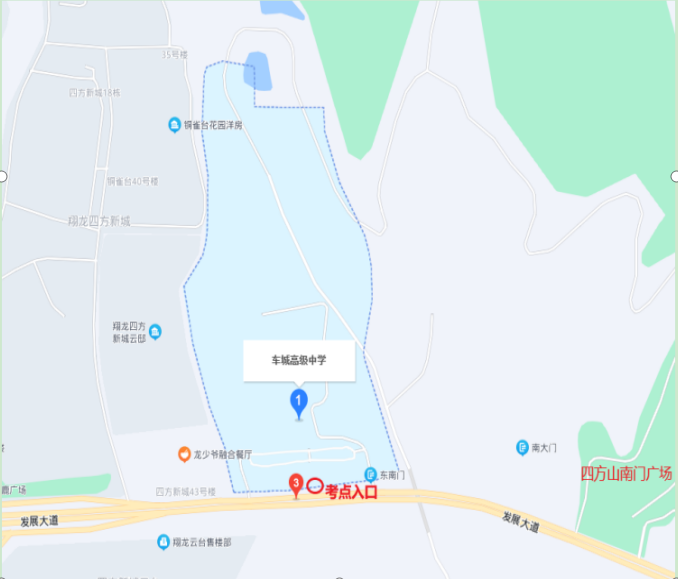 35号楼
四方新城18栋
铜雀台花园洋房
铜雀台40号楼
翔龙四方新城
翔龙四方
新城云邸
车城高级中学
1
龙少爷融合餐厅
南大门
四方山南门广场
东南门
3
考点入口
四方新城43号楼
广场
发展大道
发展大道
翔龙云台售楼部